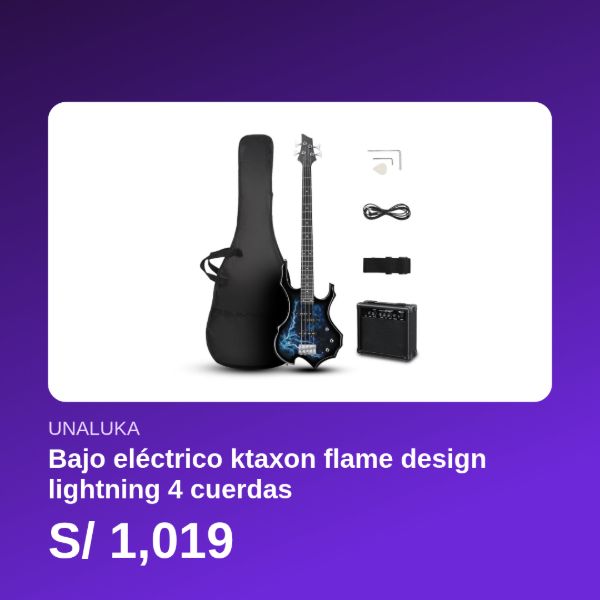 UNALUKA
Bajo eléctrico ktaxon flame design
lightning 4 cuerdas
S/ 1,019